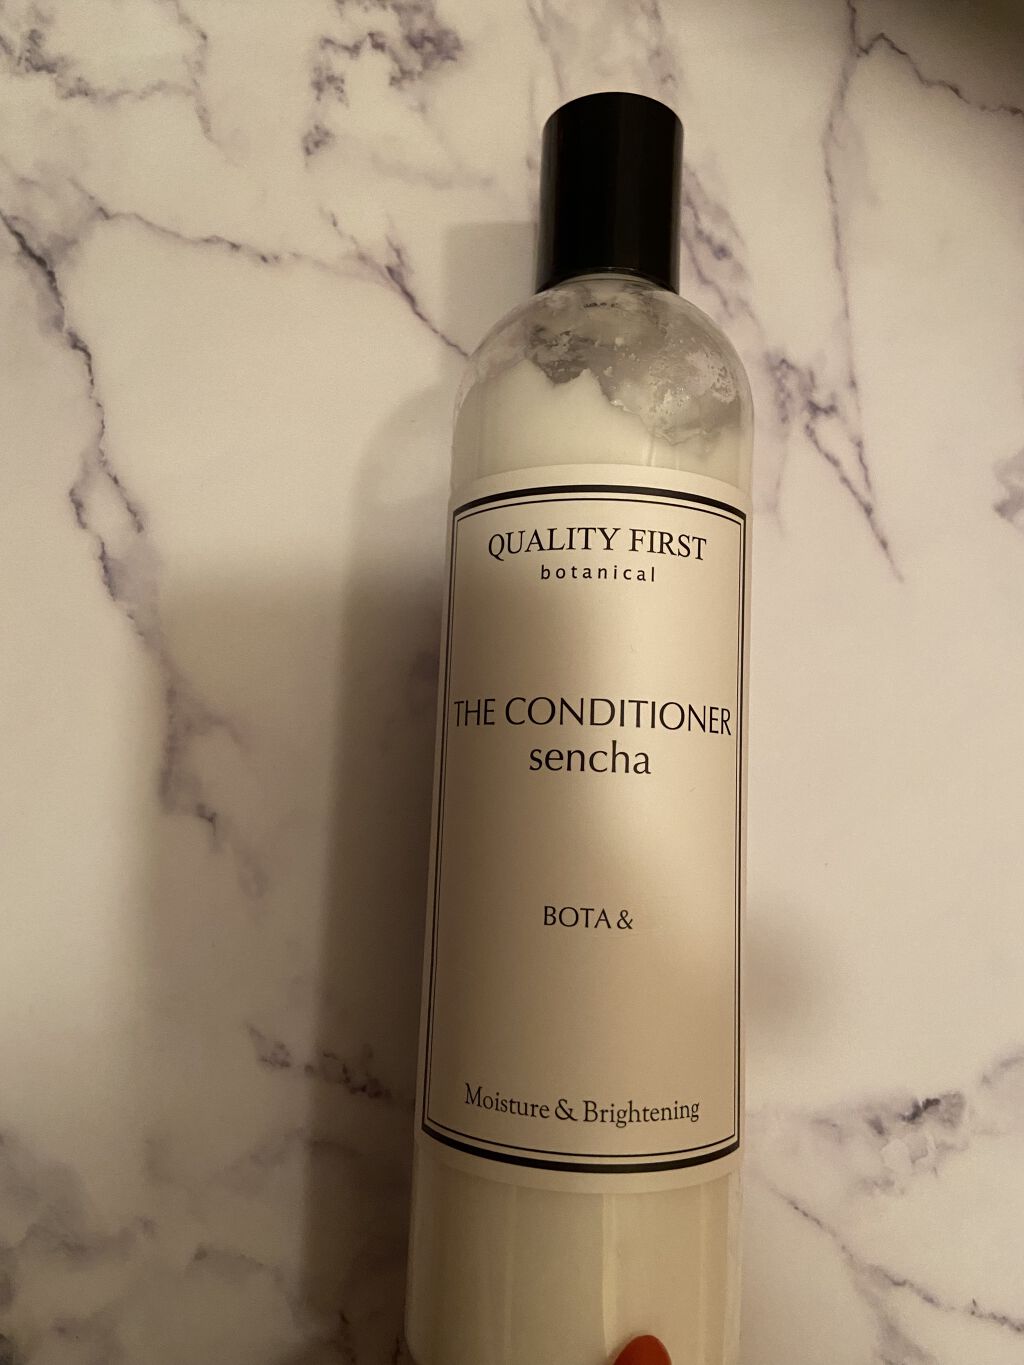 QUALITY FIRST
botanical
THE CONDITIONER
sencha
BOTA &
Moisture & Brightening